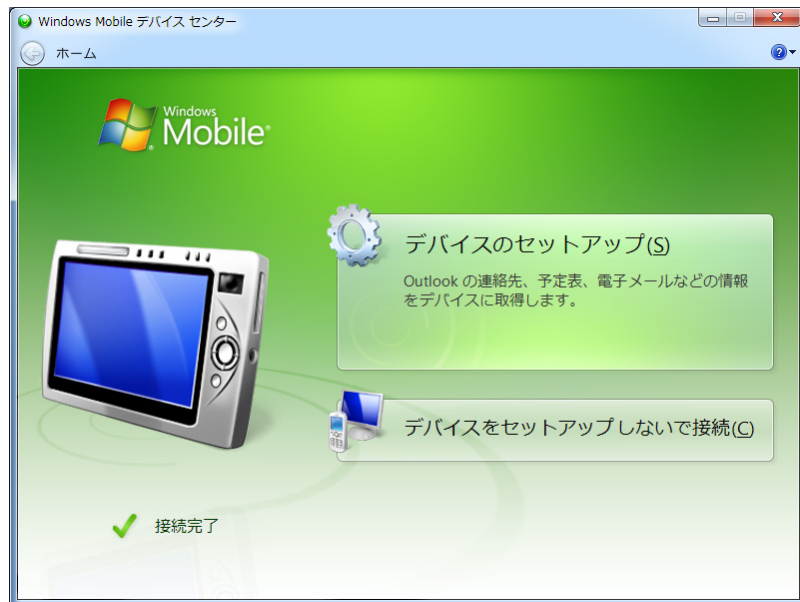 Windows Mobile デバイス センター
ホーム
Windows
Mobile®
デバイスのセットアップ(S)
Outlook の連絡先、予定表、電子メールなどの情報
をデバイスに取得します。
デバイスをセットアップしないで接続(C)
接続完了